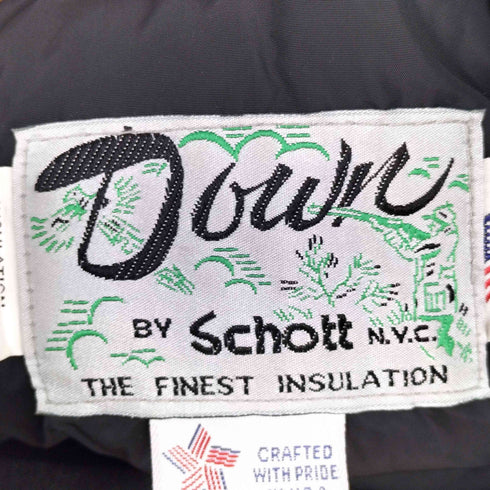 Down
BY Schott N.Y.C.
THE FINEST INSULATION
CRAFTED
WITH PRIDE